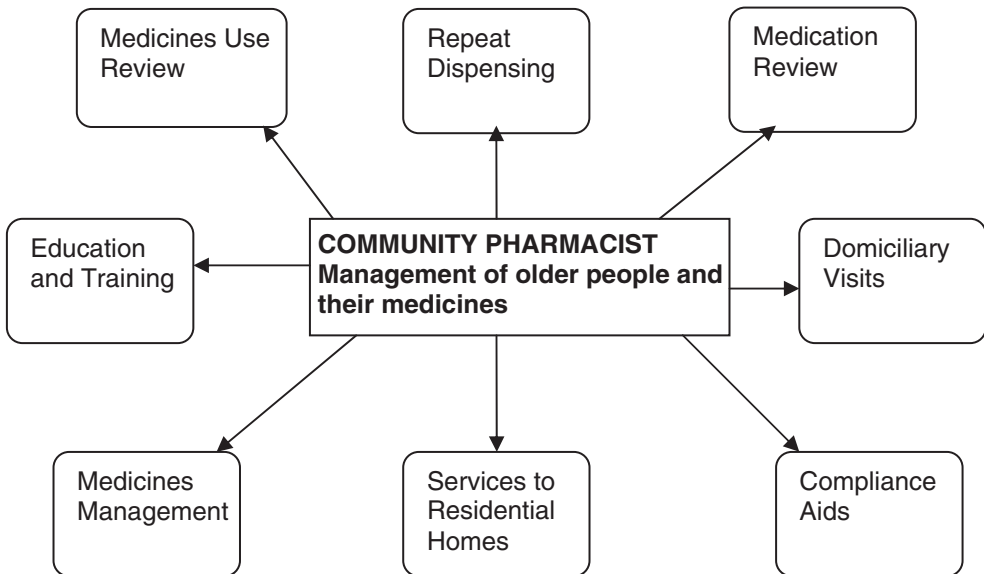 Medicines Use
Review
Repeat
Dispensing
Medication
Review
Education
and Training
COMMUNITY PHARMACIST
Management of older people and
their medicines
Domiciliary
Visits
Medicines
Management
Services to
Residential
Homes
Compliance
Aids